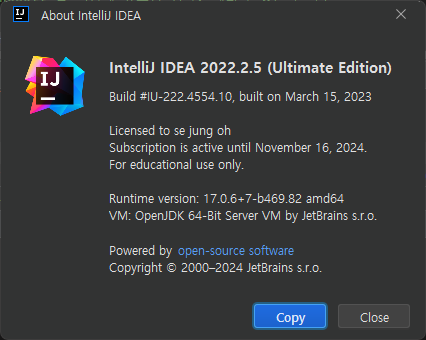 About IntelliJ IDEA
IJ
IntelliJ IDEA 2022.2.5 (Ultimate Edition)
Build #IU-222.4554.10, built on March 15, 2023
Licensed to se jung oh
Subscription is active until November 16, 2024.
For educational use only.
Runtime version: 17.0.6+7-b469.82 amd64
VM: OpenJDK 64-Bit Server VM by JetBrains s.r.o.
Powered by open-source software
Copyright © 2000–2024 JetBrains s.r.o.
Copy Close